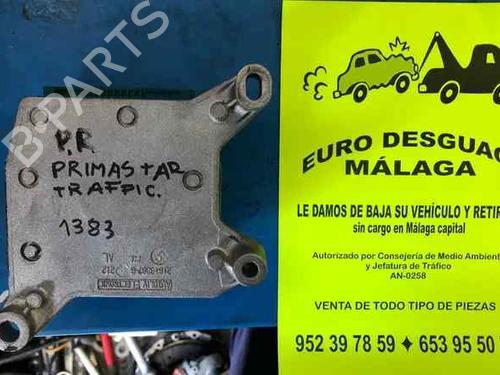 B-PARTS
P.R
PRIMASTAR
TRAFFIC.
1383
AL
EURO DESGUAC
MÁLAGA
LE DAMOS DE BAJA SU VEHÍCULO Y RETIR
sin cargo en Málaga capital
Autorizado por Consejería de Medio Ambient
y Jefatura de Tráfico
AN-0258
VENTA DE TODO TIPO DE PIEZAS
952 39 78 59 ✦ 653 95 50